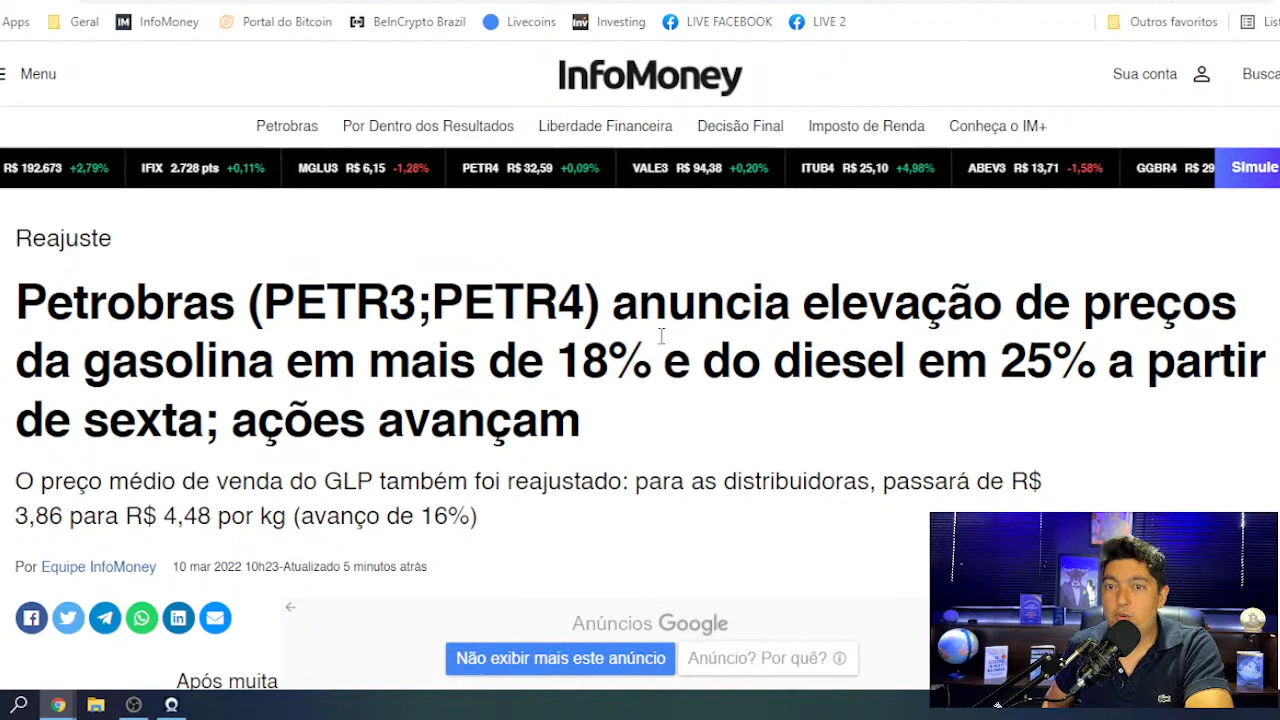 Apps Geral InfoMoney Portal do Bitcoin BeInCrypto Brazil Livecoins Investing LIVE FACEBOOK LIVE 2 Outros favoritos
Menu InfoMoney Sua conta
Petrobras Por Dentro dos Resultados Liberdade Financeira Decisão Final Imposto de Renda Conheça o IM+
R$ 192.673 +2,79% IFIX 2.728 pts +0,11% MGLU3 R$ 6,15 -1,28% PETR4 R$ 32,59 +0,09% VALE3 R$ 94,38 +0,20% ITUB4 R$ 25,10 +4,98% ABEV3 R$ 13,71 -1,58% GGBR4 R$ 29 Simule
Reajuste
Petrobras (PETR3;PETR4) anuncia elevação de preços
da gasolina em mais de 18% e do diesel em 25% a partir
de sexta; ações avançam
O preço médio de venda do GLP também foi reajustado: para as distribuidoras, passará de R$
3,86 para R$ 4,48 por kg (avanço de 16%)
Por Equipe InfoMoney 10 mar 2022 10h23-Atualizado 5 minutos atrás
Anúncios Google
Não exibir mais este anúncio Anúncio? Por quê?
Após muita